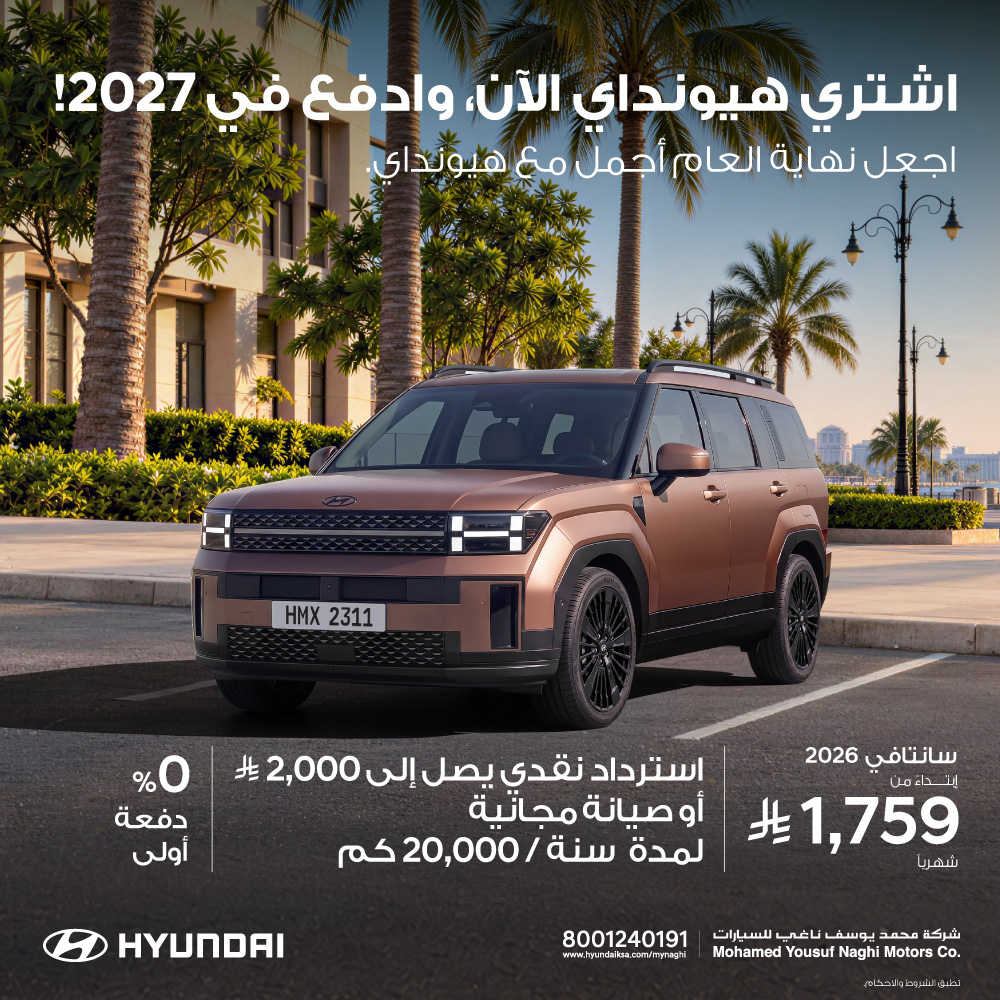 اشتري هيونداي الآن، وادفع في 2027!
اجعل نهاية العام أجمل مع هيونداي.
HMX 2311
سانتافي 2026
إبتــداءً من
1,759 ⃁
شهرياً
استرداد نقدي يصل إلى 2,000 ⃁
أو صيانة مجانية
لمدة سنة / 20,000 كم
0%
دفعة
أولى
HYUNDAI
8001240191
www.hyundaiksa.com/mynaghi
شركة محمد يوسف ناغي للسيارات
Mohamed Yousuf Naghi Motors Co.
تطبق الشروط والاحكام.